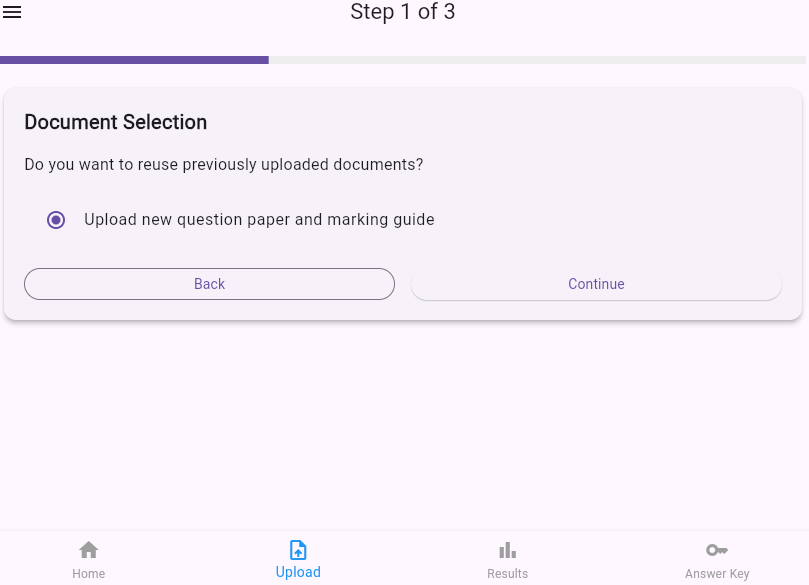 Step 1 of 3
Document Selection
Do you want to reuse previously uploaded documents?
Upload new question paper and marking guide
Back
Continue
Home
Upload
Results
Answer Key